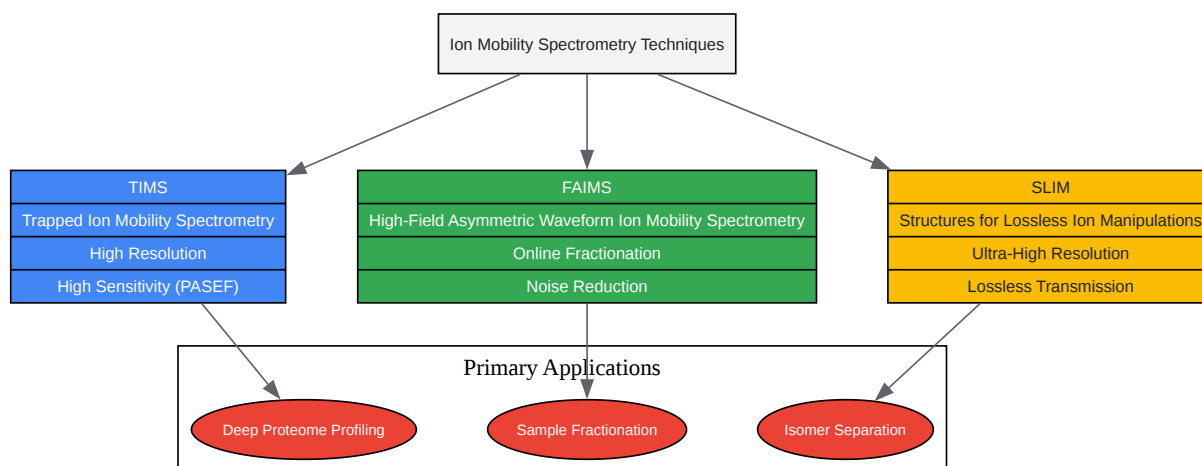 Ion Mobility Spectrometry Techniques
TIMS
Trapped Ion Mobility Spectrometry
High Resolution
High Sensitivity (PASEF)
FAIMS
High-Field Asymmetric Waveform Ion Mobility Spectrometry
Online Fractionation
Noise Reduction
SLIM
Structures for Lossless Ion Manipulations
Ultra-High Resolution
Lossless Transmission
Primary Applications
Deep Proteome Profiling
Sample Fractionation
Isomer Separation